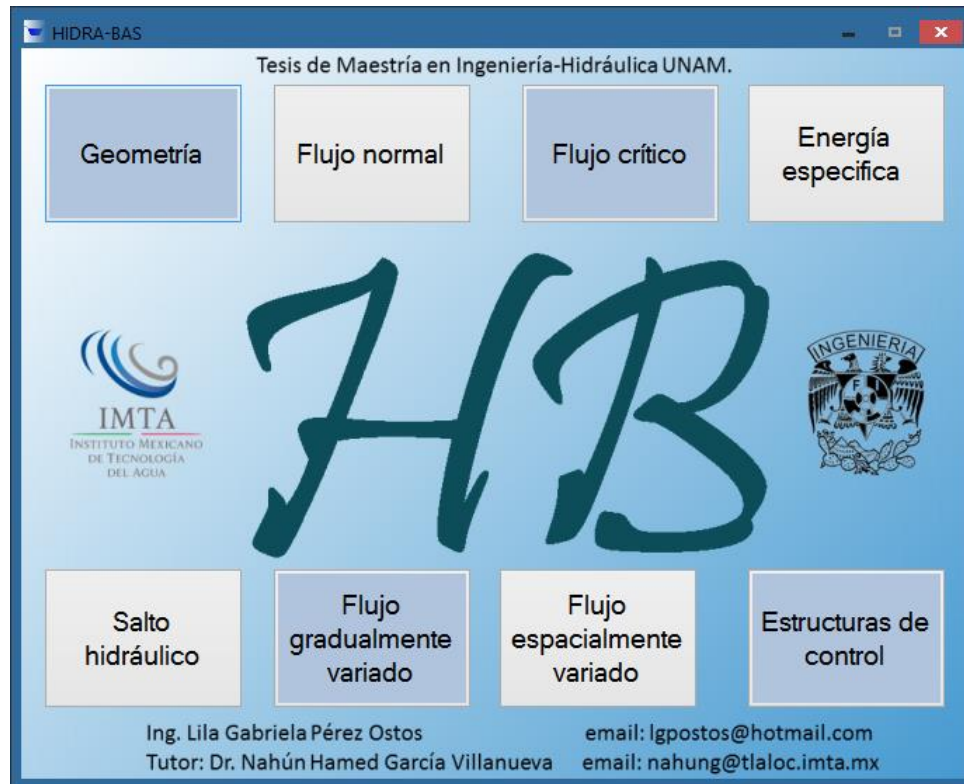 HIDRA-BAS
Tesis de Maestría en Ingeniería-Hidráulica UNAM.
Geometría
Flujo normal
Flujo crítico
Energía
especifica
HB
IMTA
INSTITUTO MEXICANO
DE TECNOLOGÍA
DEL AGUA
INGENIERIA
F I
Salto
hidráulico
Flujo
gradualmente
variado
Flujo
espacialmente
variado
Estructuras de
control
Ing. Lila Gabriela Pérez Ostos
email: lgpostos@hotmail.com
Tutor: Dr. Nahún Hamed García Villanueva
email: nahung@tlaloc.imta.mx